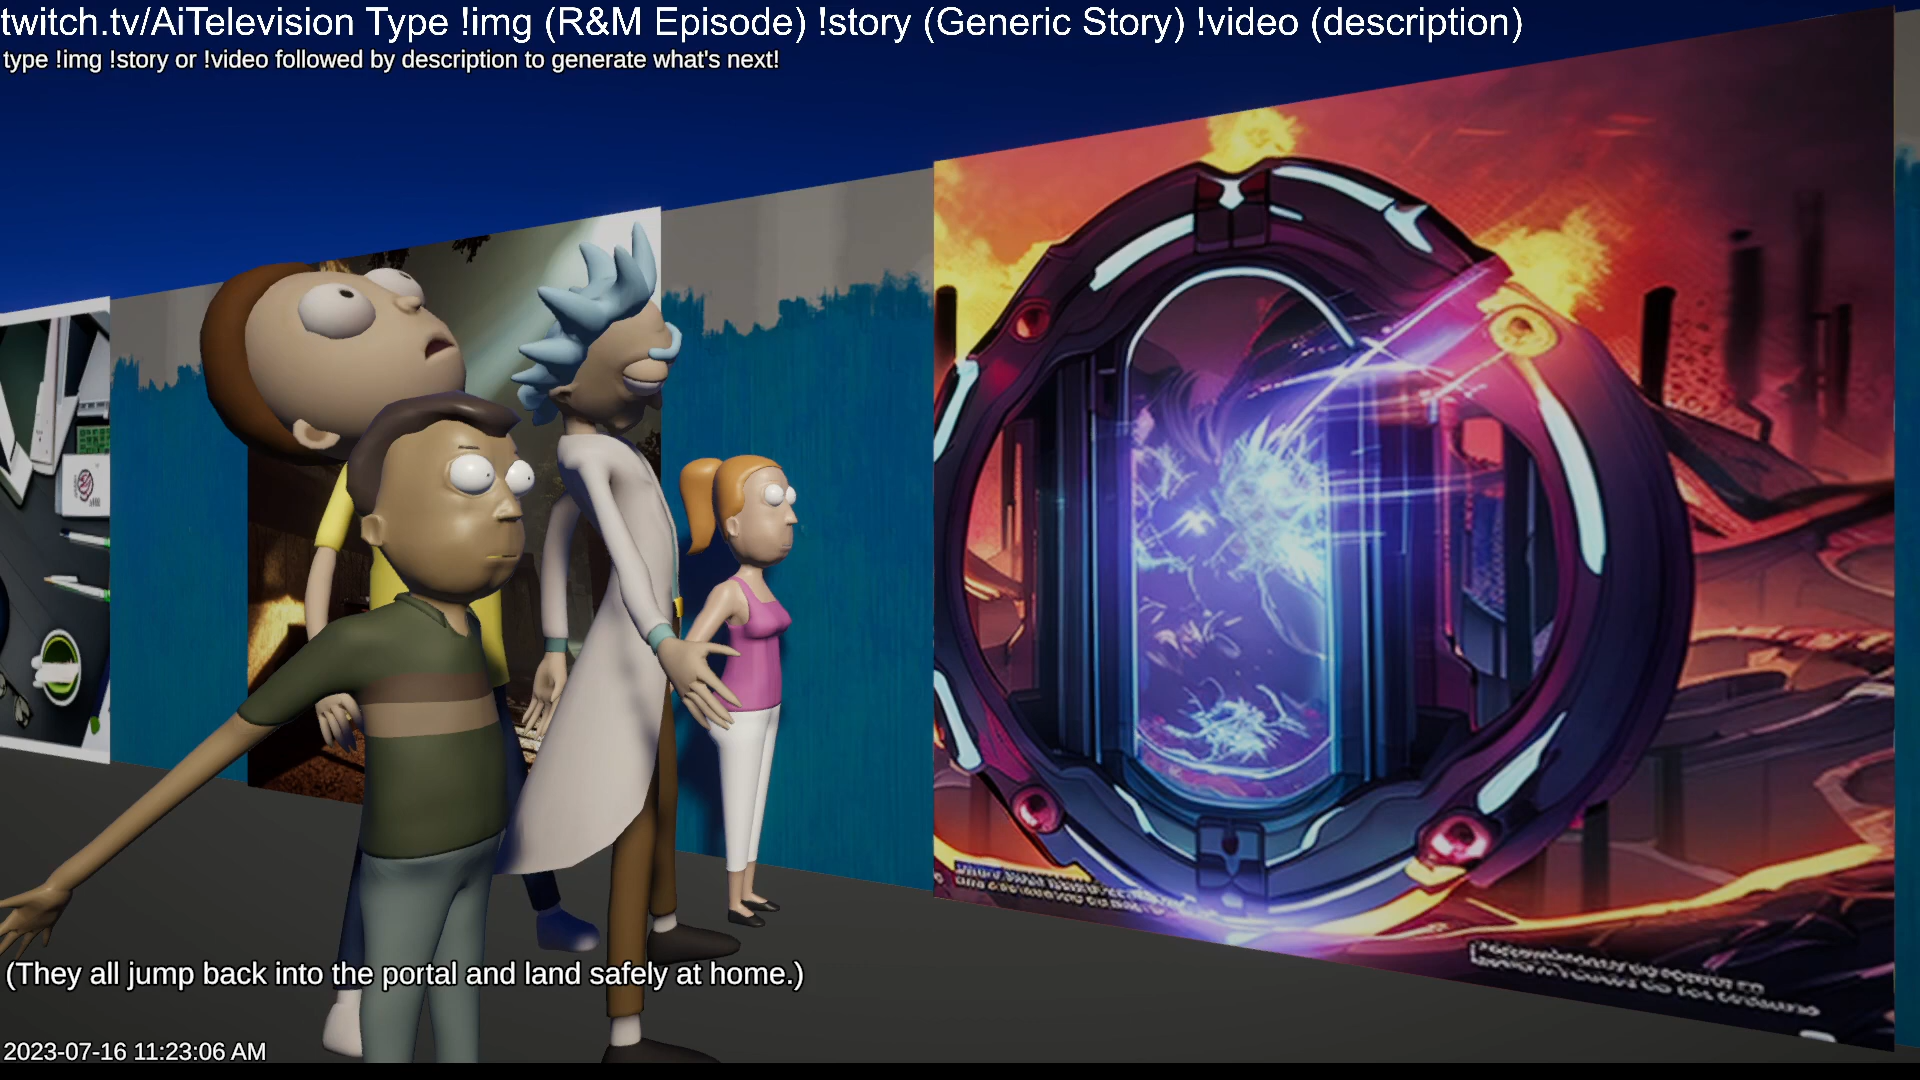 twitch.tv/AiTelevision Type !img (R&M Episode) !story (Generic Story) !video (description)
type !img !story or !video followed by description to generate what's next!
(They all jump back into the portal and land safely at home.)
2023-07-16 11:23:06 AM